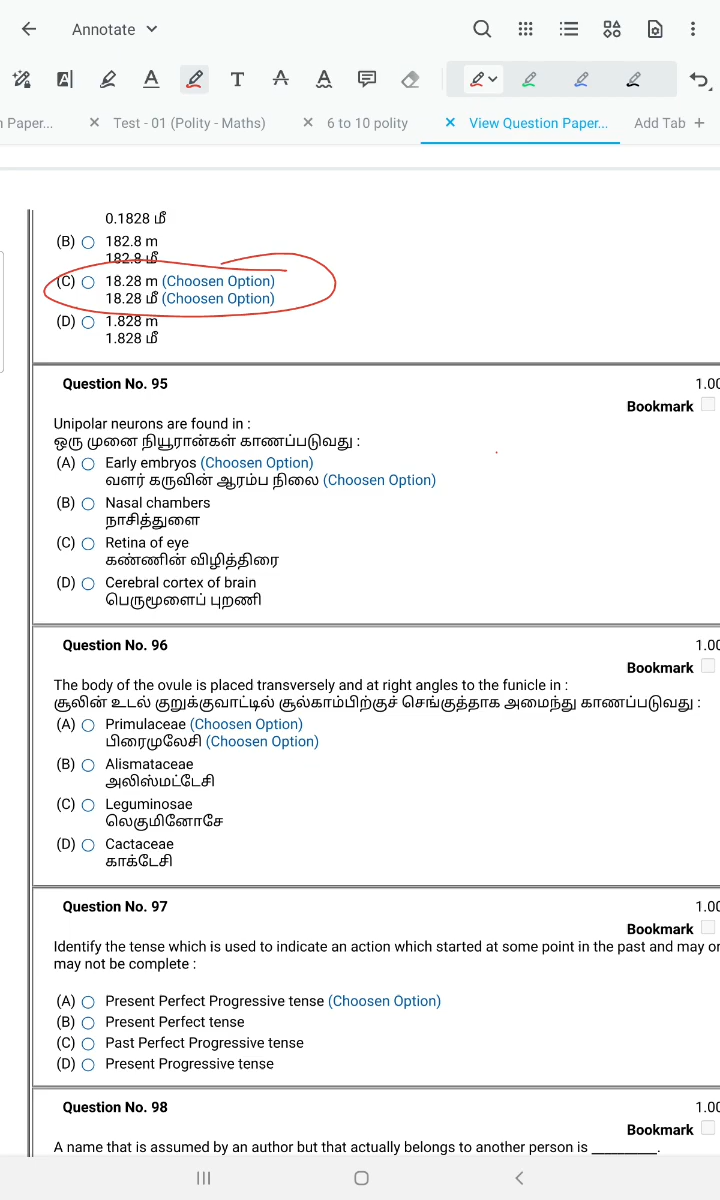 Annotate
n Paper...
Test - 01 (Polity - Maths)
6 to 10 polity
View Question Paper...
Add Tab +
0.1828 மீ
(B) 182.8 m
182.8 மீ
(C) 18.28 m (Choosen Option)
18.28 மீ (Choosen Option)
(D) 1.828 m
1.828 மீ
Question No. 95
1.00
Bookmark
Unipolar neurons are found in :
ஒரு முனை நியூரான்கள் காணப்படுவது :
(A) Early embryos (Choosen Option)
வளர் கருவின் ஆரம்ப நிலை (Choosen Option)
(B) Nasal chambers
நாசித்துளை
(C) Retina of eye
கண்ணின் விழித்திரை
(D) Cerebral cortex of brain
பெருமூளைப் புறணி
Question No. 96
1.00
Bookmark
The body of the ovule is placed transversely and at right angles to the funicle in :
சூலின் உடல் குறுக்குவாட்டில் சூல்காம்பிற்குச் செங்குத்தாக அமைந்து காணப்படுவது :
(A) Primulaceae (Choosen Option)
பிரைமுலேசி (Choosen Option)
(B) Alismataceae
அலிஸ்மட்டேசி
(C) Leguminosae
லெகுமினோசே
(D) Cactaceae
காக்டேசி
Question No. 97
1.00
Bookmark
Identify the tense which is used to indicate an action which started at some point in the past and may or
may not be complete :
(A) Present Perfect Progressive tense (Choosen Option)
(B) Present Perfect tense
(C) Past Perfect Progressive tense
(D) Present Progressive tense
Question No. 98
1.00
Bookmark
A name that is assumed by an author but that actually belongs to another person is ________.